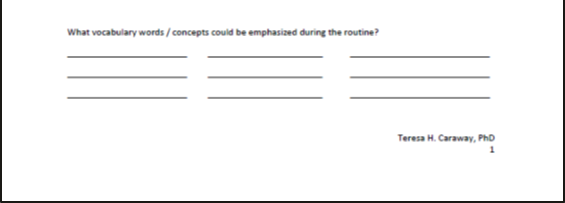 What vocabulary words / concepts could be emphasized during the routine?
Teresa H. Caraway, PhD
1